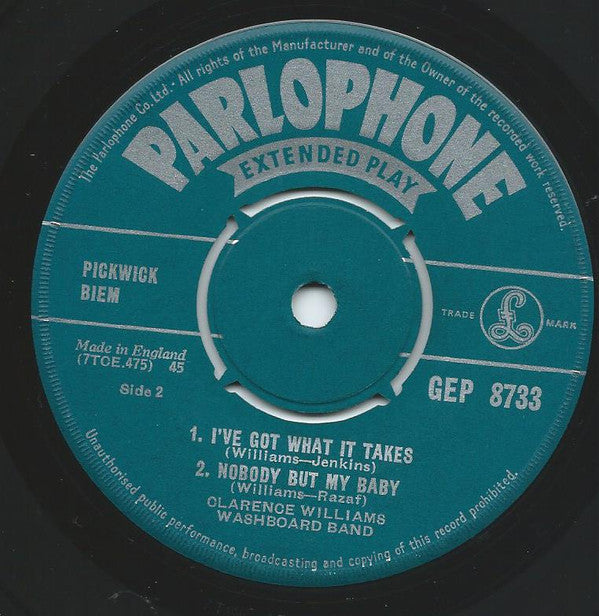 The Parlophone Co. Ltd. · All rights of the Manufacturer and of the Owner of the recorded work reserved.
PARLOPHONE
EXTENDED PLAY
PICKWICK
BIEM
TRADE £ MARK
Made in England
(7TCE.475) 45
Side 2
GEP 8733
1. I'VE GOT WHAT IT TAKES
(Williams—Jenkins)
2. NOBODY BUT MY BABY
(Williams—Razaf)
CLARENCE WILLIAMS
WASHBOARD BAND
Unauthorised public performance, broadcasting and copying of this record prohibited.